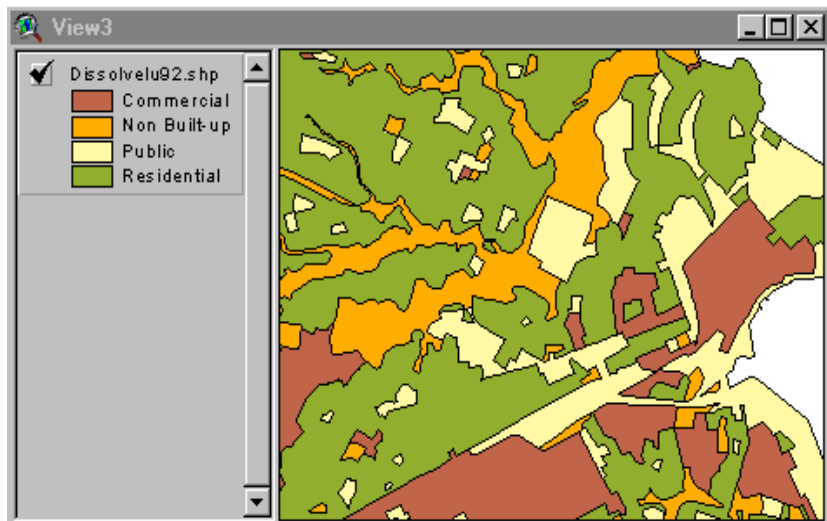 View3
Dissolvelu92.shp
Commercial
Non Built-up
Public
Residential